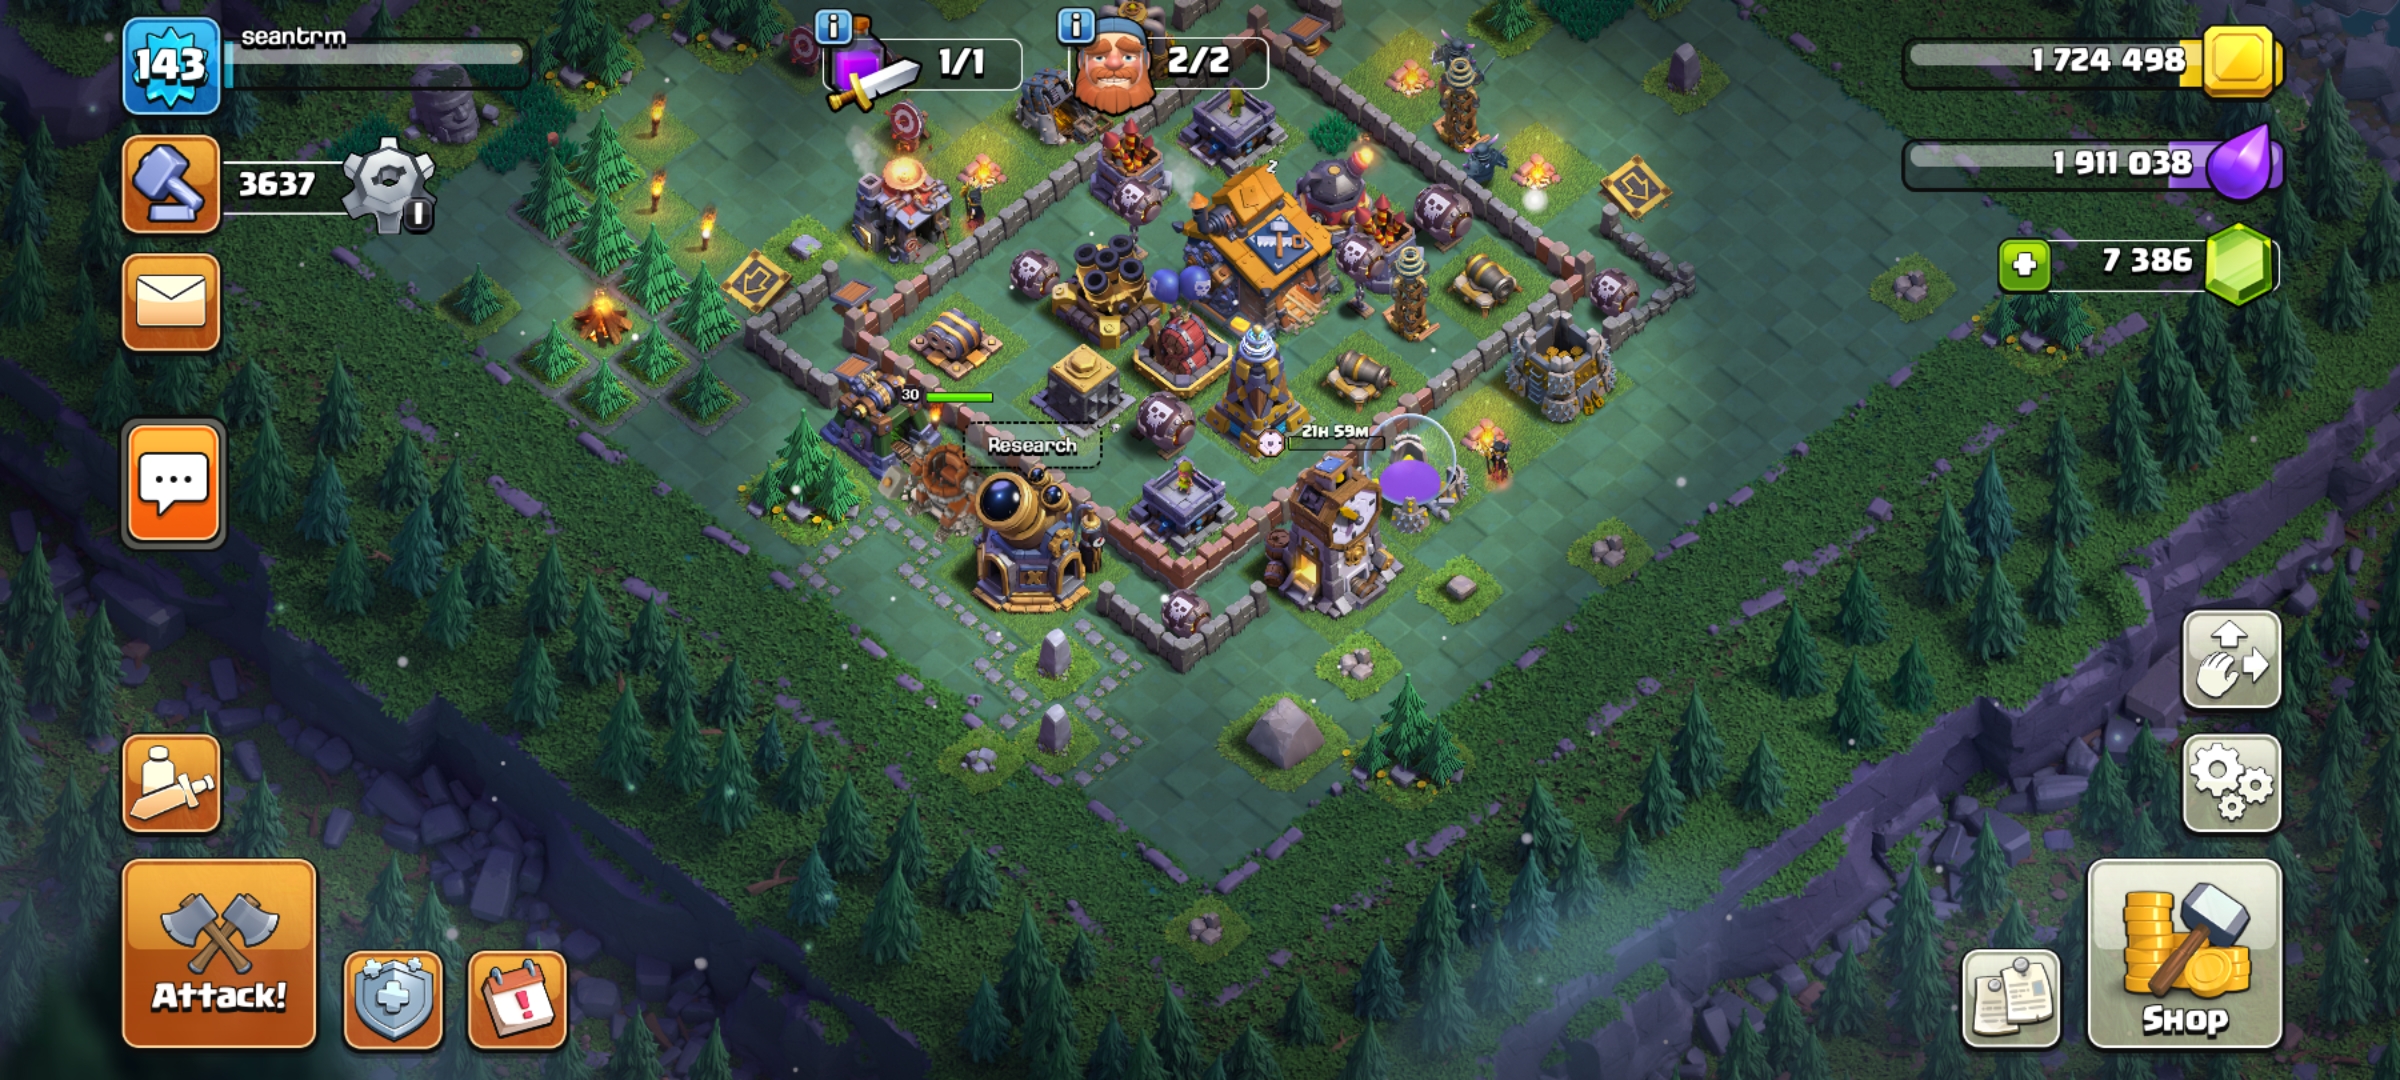 143
seantrm
1/1
2/2
1 724 498
3637
1 911 038
7 386
30
Research
21H 59M
Attack!
Shop